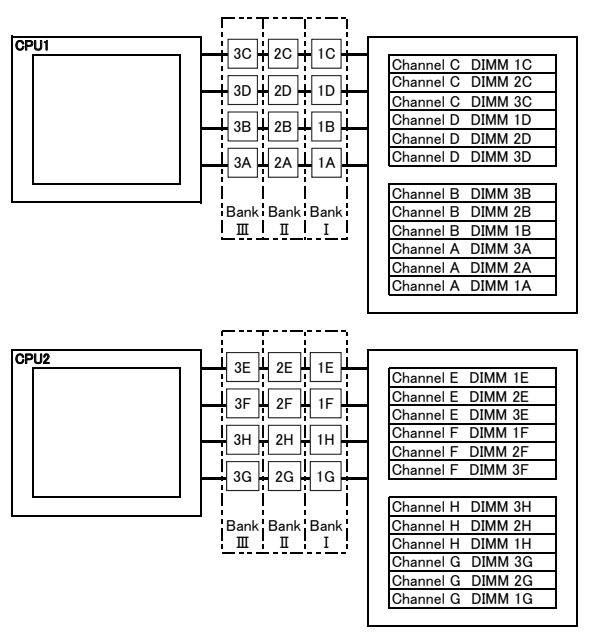 CPU1
3C 2C 1C
3D 2D 1D
3B 2B 1B
3A 2A 1A
Bank Bank Bank
Ⅲ Ⅱ Ⅰ
Channel C DIMM 1C
Channel C DIMM 2C
Channel C DIMM 3C
Channel D DIMM 1D
Channel D DIMM 2D
Channel D DIMM 3D
Channel B DIMM 3B
Channel B DIMM 2B
Channel B DIMM 1B
Channel A DIMM 3A
Channel A DIMM 2A
Channel A DIMM 1A
CPU2
3E 2E 1E
3F 2F 1F
3H 2H 1H
3G 2G 1G
Bank Bank Bank
Ⅲ Ⅱ Ⅰ
Channel E DIMM 1E
Channel E DIMM 2E
Channel E DIMM 3E
Channel F DIMM 1F
Channel F DIMM 2F
Channel F DIMM 3F
Channel H DIMM 3H
Channel H DIMM 2H
Channel H DIMM 1H
Channel G DIMM 3G
Channel G DIMM 2G
Channel G DIMM 1G